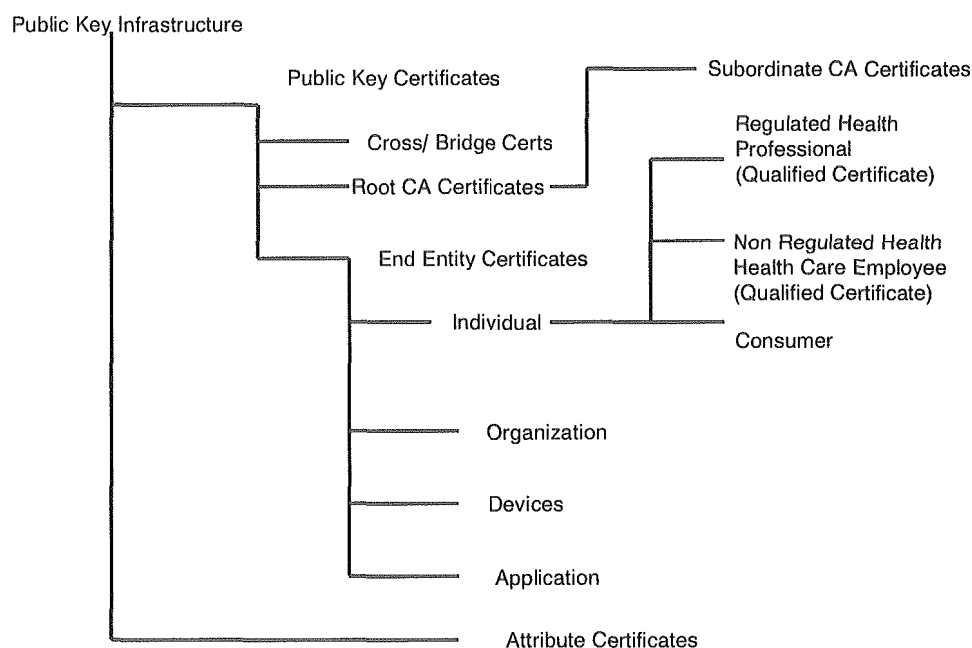 Public Key Infrastructure
Public Key Certificates
Subordinate CA Certificates
Cross/ Bridge Certs
Root CA Certificates
Regulated Health
Professional
(Qualified Certificate)
End Entity Certificates
Non Regulated Health
Health Care Employee
(Qualified Certificate)
Individual
Consumer
Organization
Devices
Application
Attribute Certificates